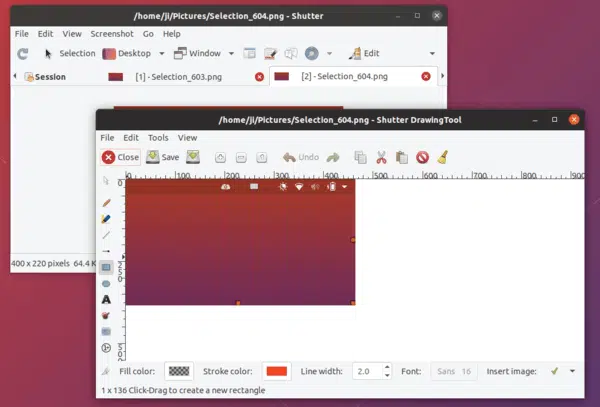 /home/ji/Pictures/Selection_604.png - Shutter
File Edit View Screenshot Go Help
Selection Desktop Window Edit
Session [1] - Selection_603.png [2] - Selection_604.png
/home/ji/Pictures/Selection_604.png - Shutter DrawingTool
File Edit Tools View
Close Save Undo
0 100 200 300 400 500 600 700 800 900
0
400 x 220 pixels 64.4 K
Fill color: Stroke color: Line width: 2.0 Font: Sans 16 Insert image:
1 x 136 Click-Drag to create a new rectangle